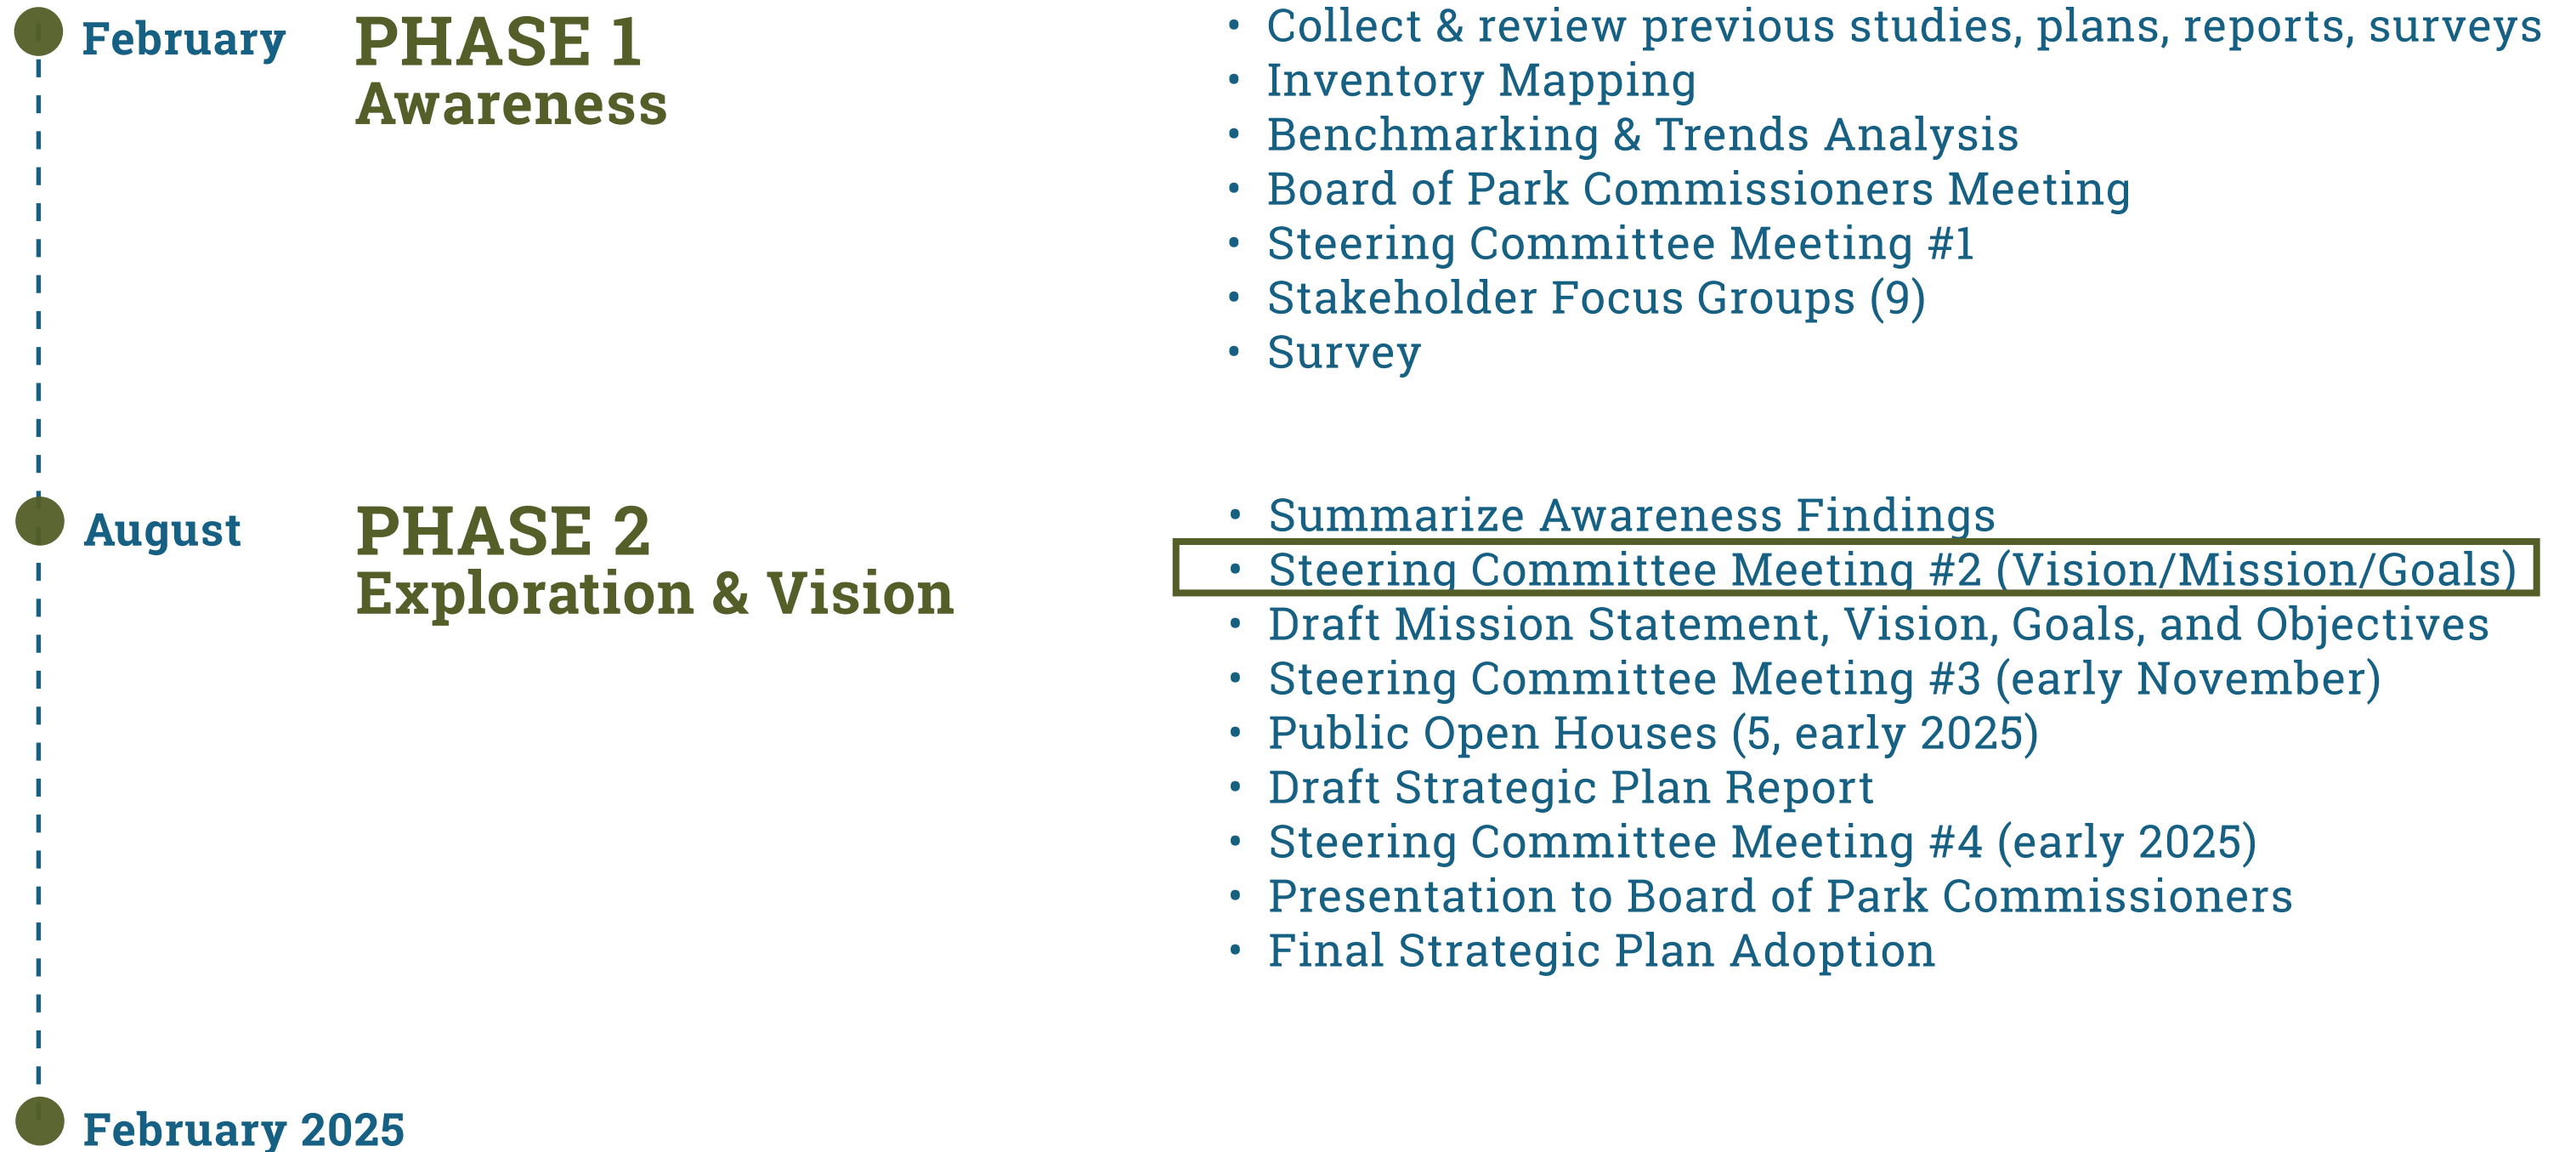 February
PHASE 1
Awareness
• Collect & review previous studies, plans, reports, surveys
• Inventory Mapping
• Benchmarking & Trends Analysis
• Board of Park Commissioners Meeting
• Steering Committee Meeting #1
• Stakeholder Focus Groups (9)
• Survey
August
PHASE 2
Exploration & Vision
• Summarize Awareness Findings
• Steering Committee Meeting #2 (Vision/Mission/Goals)
• Draft Mission Statement, Vision, Goals, and Objectives
• Steering Committee Meeting #3 (early November)
• Public Open Houses (5, early 2025)
• Draft Strategic Plan Report
• Steering Committee Meeting #4 (early 2025)
• Presentation to Board of Park Commissioners
• Final Strategic Plan Adoption
February 2025